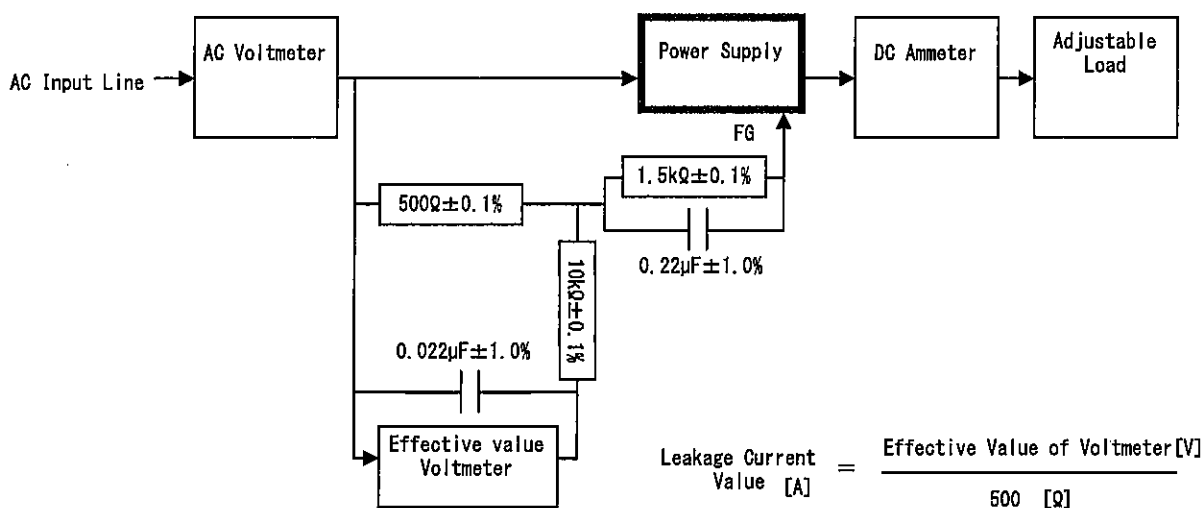 AC Voltmeter
Power Supply
DC Ammeter
Adjustable
Load
AC Input Line
FG
1.5kΩ±0.1%
500Ω±0.1%
0.22μF±1.0%
10kΩ±0.1%
0.022μF±1.0%
Effective value
Voltmeter
Leakage Current
Value [A]
=
Effective Value of Voltmeter[V]
500 [Ω]